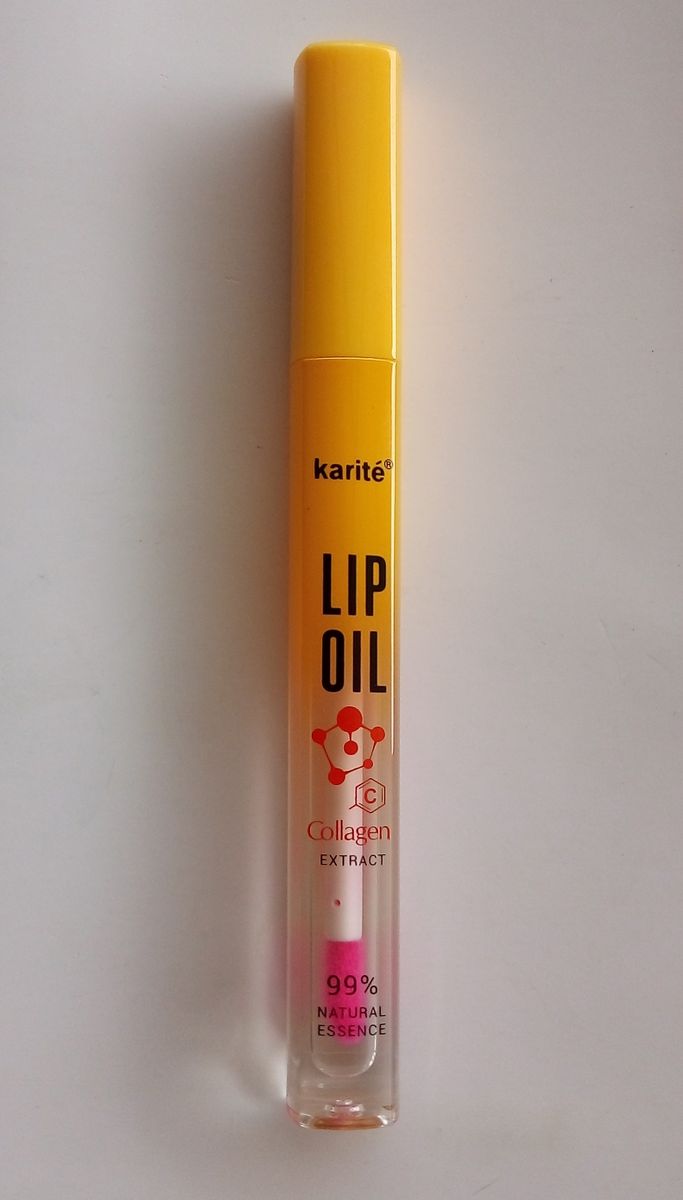 karité®
LIP
OIL
C
Collagen
EXTRACT
99%
NATURAL
ESSENCE